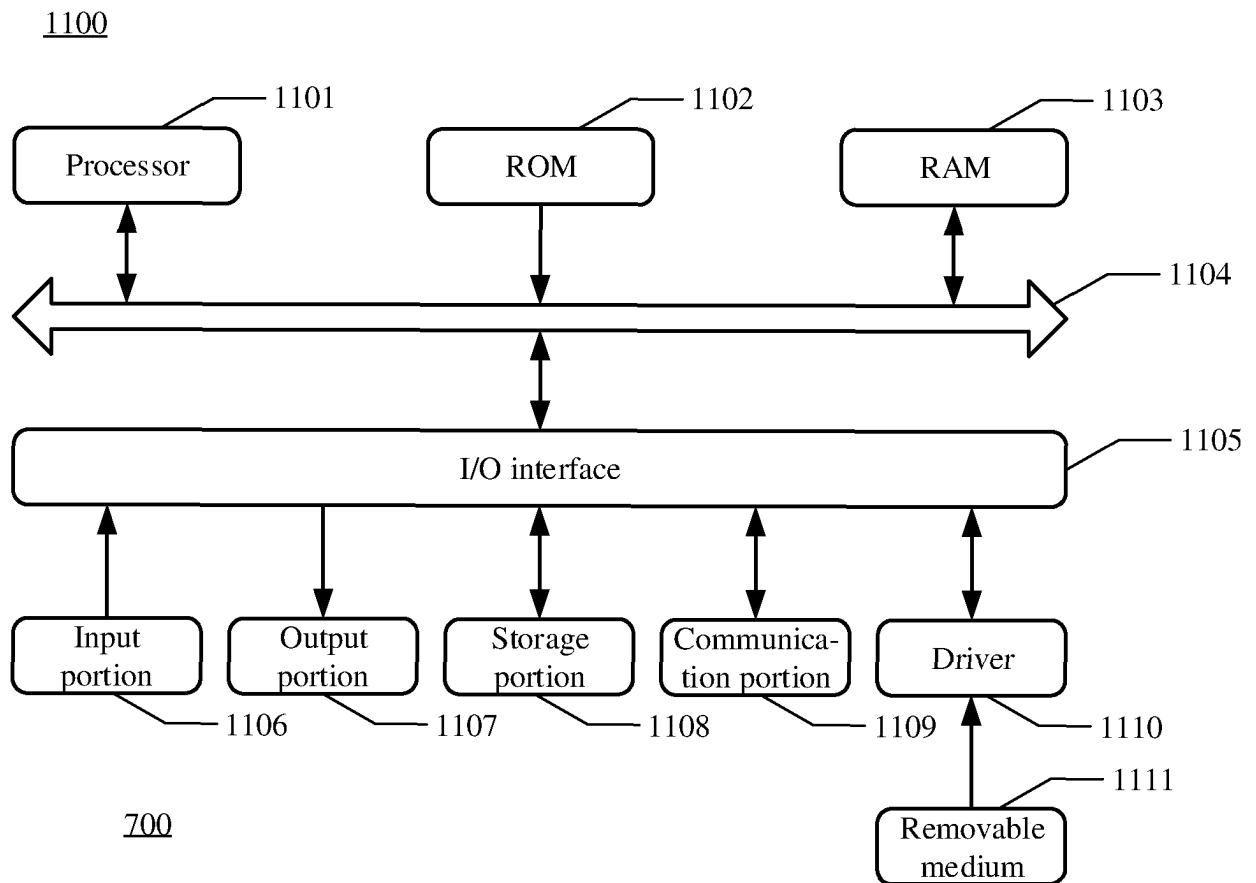 1100
1101
1102
1103
Processor
ROM
RAM
1104
1105
I/O interface
Input
portion
Output
portion
Storage
portion
Communica-
tion portion
Driver
1106
1107
1108
1109
1110
1111
700
Removable
medium